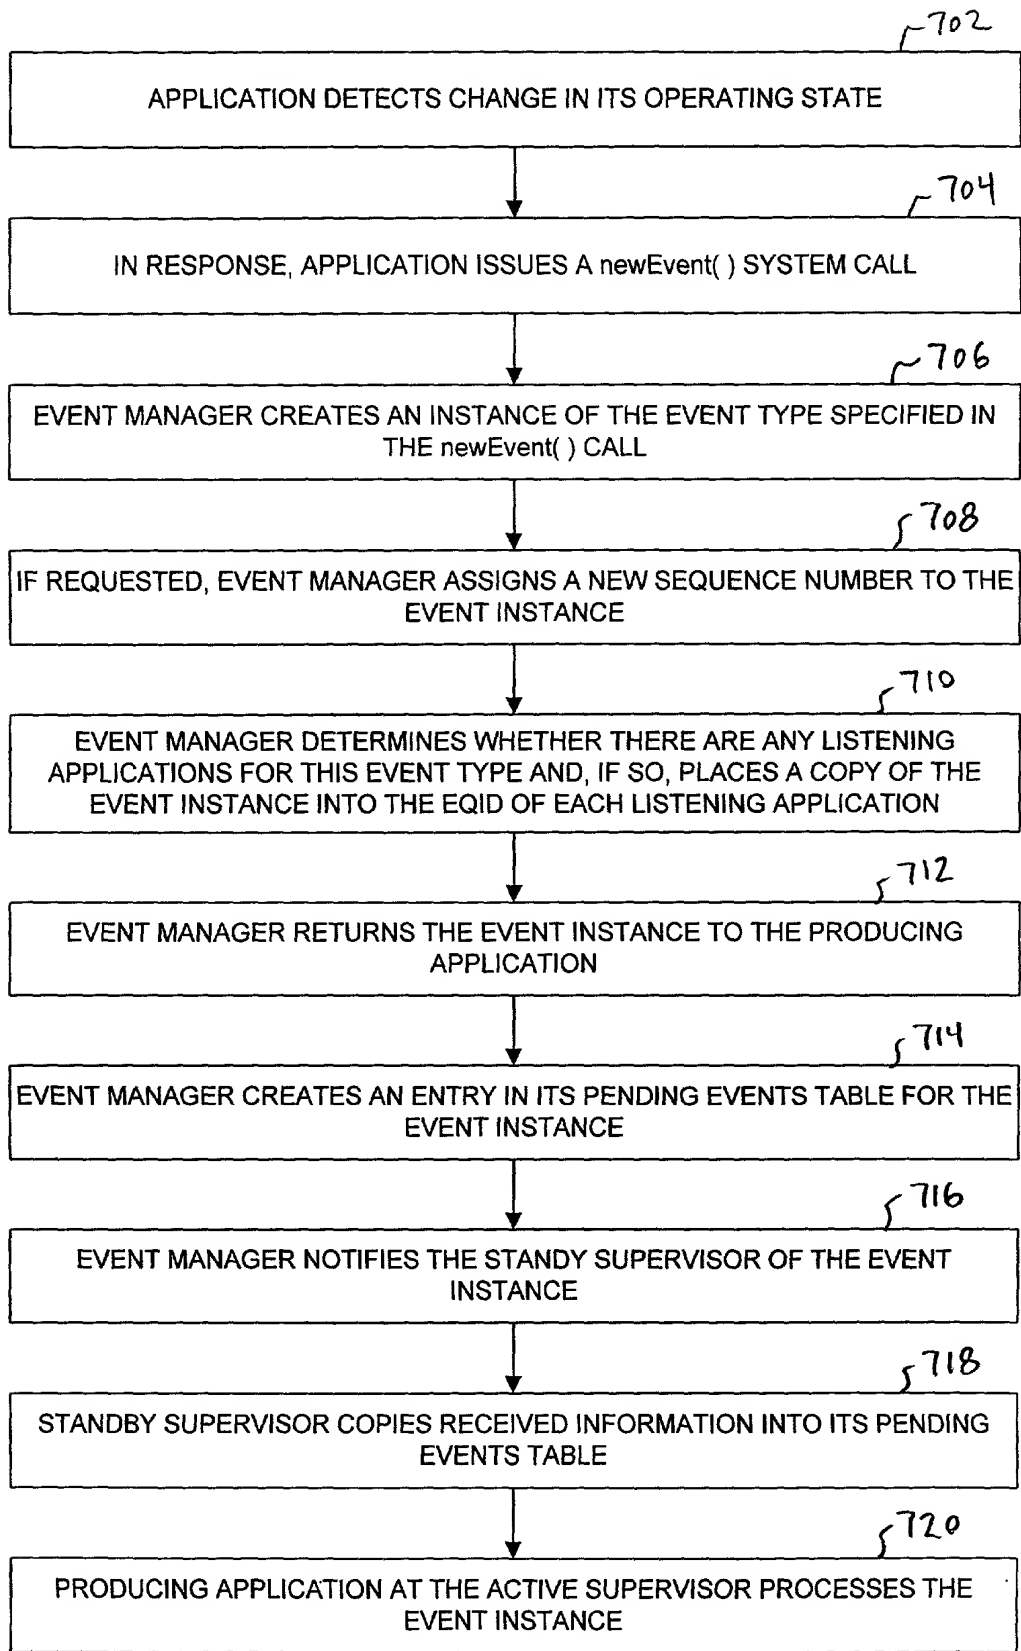 702
APPLICATION DETECTS CHANGE IN ITS OPERATING STATE
704
IN RESPONSE, APPLICATION ISSUES A newEvent( ) SYSTEM CALL
706
EVENT MANAGER CREATES AN INSTANCE OF THE EVENT TYPE SPECIFIED IN
THE newEvent( ) CALL
708
IF REQUESTED, EVENT MANAGER ASSIGNS A NEW SEQUENCE NUMBER TO THE
EVENT INSTANCE
710
EVENT MANAGER DETERMINES WHETHER THERE ARE ANY LISTENING
APPLICATIONS FOR THIS EVENT TYPE AND, IF SO, PLACES A COPY OF THE
EVENT INSTANCE INTO THE EQID OF EACH LISTENING APPLICATION
712
EVENT MANAGER RETURNS THE EVENT INSTANCE TO THE PRODUCING
APPLICATION
714
EVENT MANAGER CREATES AN ENTRY IN ITS PENDING EVENTS TABLE FOR THE
EVENT INSTANCE
716
EVENT MANAGER NOTIFIES THE STANDY SUPERVISOR OF THE EVENT
INSTANCE
718
STANDBY SUPERVISOR COPIES RECEIVED INFORMATION INTO ITS PENDING
EVENTS TABLE
720
PRODUCING APPLICATION AT THE ACTIVE SUPERVISOR PROCESSES THE
EVENT INSTANCE